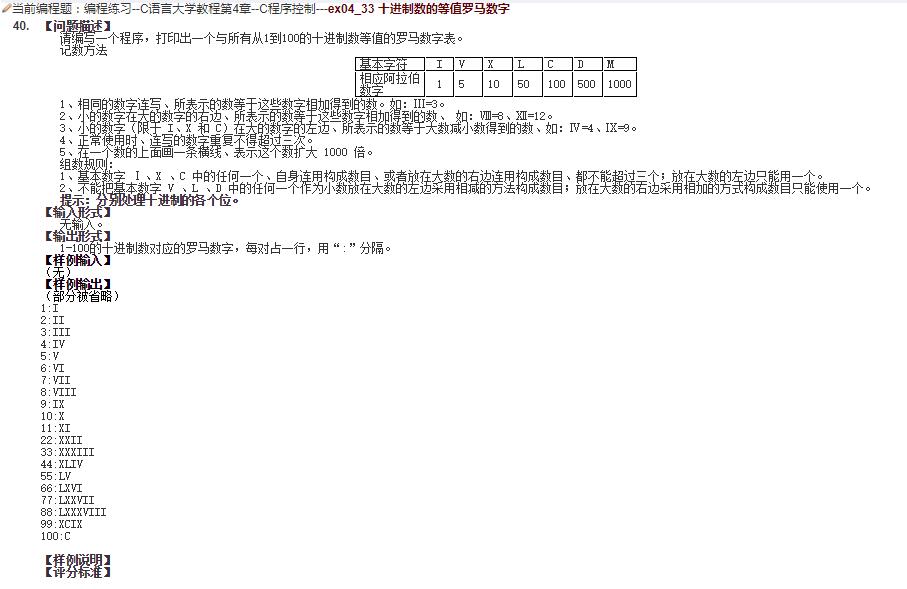 当前编程题：编程练习--C语言大学教程第4章--C程序控制---ex04_33 十进制数的等值罗马数字
40. 【问题描述】
请编写一个程序，打印出一个与所有从1到100的十进制数等值的罗马数字表。
记数方法
基本字符 I V X L C D M
相应阿拉伯数字 1 5 10 50 100 500 1000
1、相同的数字连写、所表示的数等于这些数字相加得到的数。如：Ⅲ=3。
2、小的数字在大的数字的右边、所表示的数等于这些数字相加得到的数、 如：Ⅷ=8、Ⅻ=12。
3、小的数字（限于 I、X 和 C）在大的数字的左边、所表示的数等于大数减小数得到的数、如：Ⅳ=4、Ⅸ=9。
4、正常使用时、连写的数字重复不得超过三次。
5、在一个数的上面画一条横线、表示这个数扩大 1000 倍。
组数规则：
1、基本数字 Ⅰ、X 、C 中的任何一个、自身连用构成数目、或者放在大数的右边连用构成数目、都不能超过三个；放在大数的左边只能用一个。
2、不能把基本数字 V 、L 、D 中的任何一个作为小数放在大数的左边采用相减的方法构成数目；放在大数的右边采用相加的方式构成数目只能使用一个。
提示：分别处理十进制的各个位。
【输入形式】
无输入。
【输出形式】
1-100的十进制数对应的罗马数字，每对占一行，用“:”分隔。
【样例输入】
（无）
【样例输出】
（部分被省略）
1:I
2:II
3:III
4:IV
5:V
6:VI
7:VII
8:VIII
9:IX
10:X
11:XI
22:XXII
33:XXXIII
44:XLIV
55:LV
66:LXVI
77:LXXVII
88:LXXXVIII
99:XCIX
100:C
【样例说明】
【评分标准】